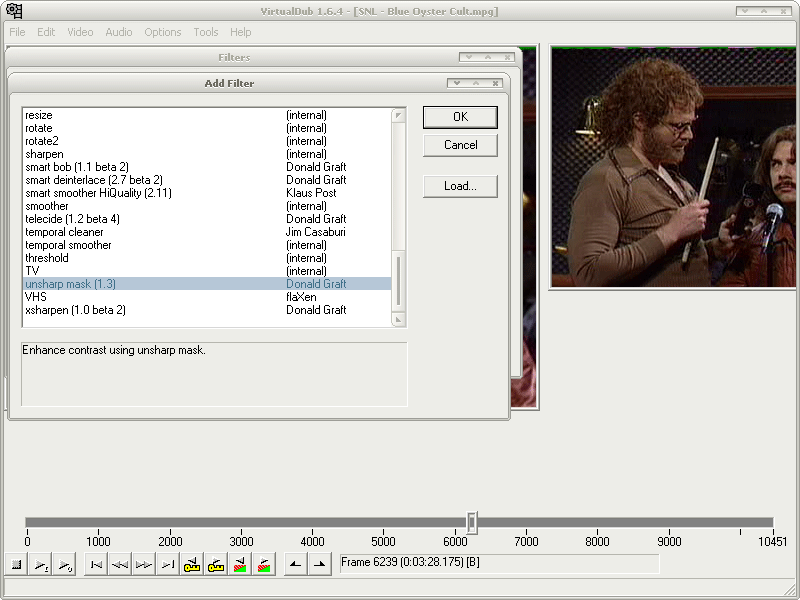 VirtualDub 1.6.4 - [SNL - Blue Oyster Cult.mpg]
File Edit Video Audio Options Tools Help
Filters
Add Filter
resize (internal)
rotate (internal)
rotate2 (internal)
sharpen (internal)
smart bob (1.1 beta 2) Donald Graft
smart deinterlace (2.7 beta 2) Donald Graft
smart smoother HiQuality (2.11) Klaus Post
smoother (internal)
telecide (1.2 beta 4) Donald Graft
temporal cleaner Jim Casaburi
temporal smoother (internal)
threshold (internal)
TV (internal)
unsharp mask (1.3) Donald Graft
VHS flaXen
xsharpen (1.0 beta 2) Donald Graft
OK
Cancel
Load...
Enhance contrast using unsharp mask.
0 1000 2000 3000 4000 5000 6000 7000 8000 9000 10451
Frame 6239 (0:03:28.175) [B]